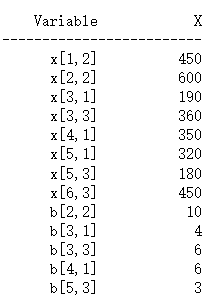 Variable X
-------------------------
x[1,2] 450
x[2,2] 600
x[3,1] 190
x[3,3] 360
x[4,1] 350
x[5,1] 320
x[5,3] 180
x[6,3] 450
b[2,2] 10
b[3,1] 4
b[3,3] 6
b[4,1] 6
b[5,3] 3